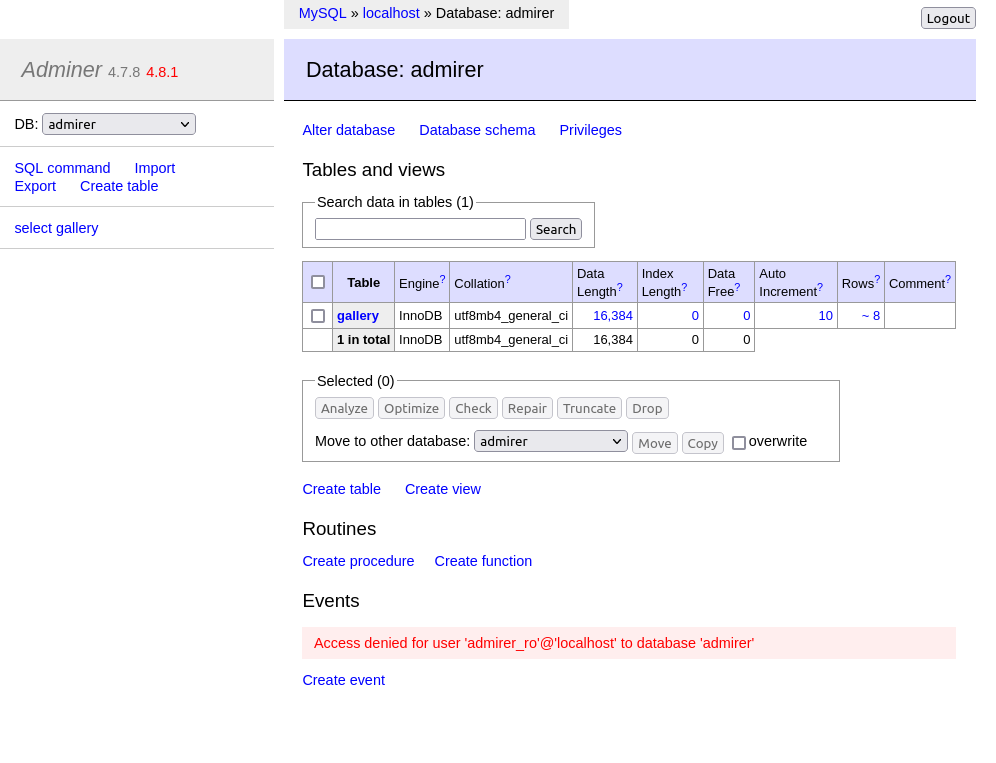 MySQL » localhost » Database: admirer
Logout
Adminer 4.7.8 4.8.1
Database: admirer
DB: admirer
SQL command Import
Export Create table
select gallery
Alter database Database schema Privileges
Tables and views
Search data in tables (1)
Search
Table Engine? Collation? Data Length? Index Length? Data Free? Auto Increment? Rows? Comment?
gallery InnoDB utf8mb4_general_ci 16,384 0 0 10 ~ 8
1 in total InnoDB utf8mb4_general_ci 16,384 0 0
Selected (0)
Analyze Optimize Check Repair Truncate Drop
Move to other database: admirer Move Copy overwrite
Create table Create view
Routines
Create procedure Create function
Events
Access denied for user 'admirer_ro'@'localhost' to database 'admirer'
Create event